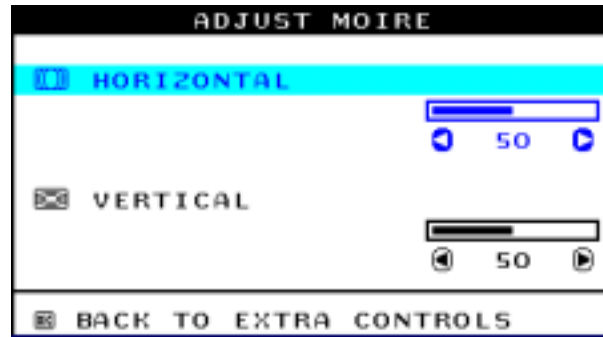 ADJUST MOIRE
HORIZONTAL
50
VERTICAL
50
BACK TO EXTRA CONTROLS